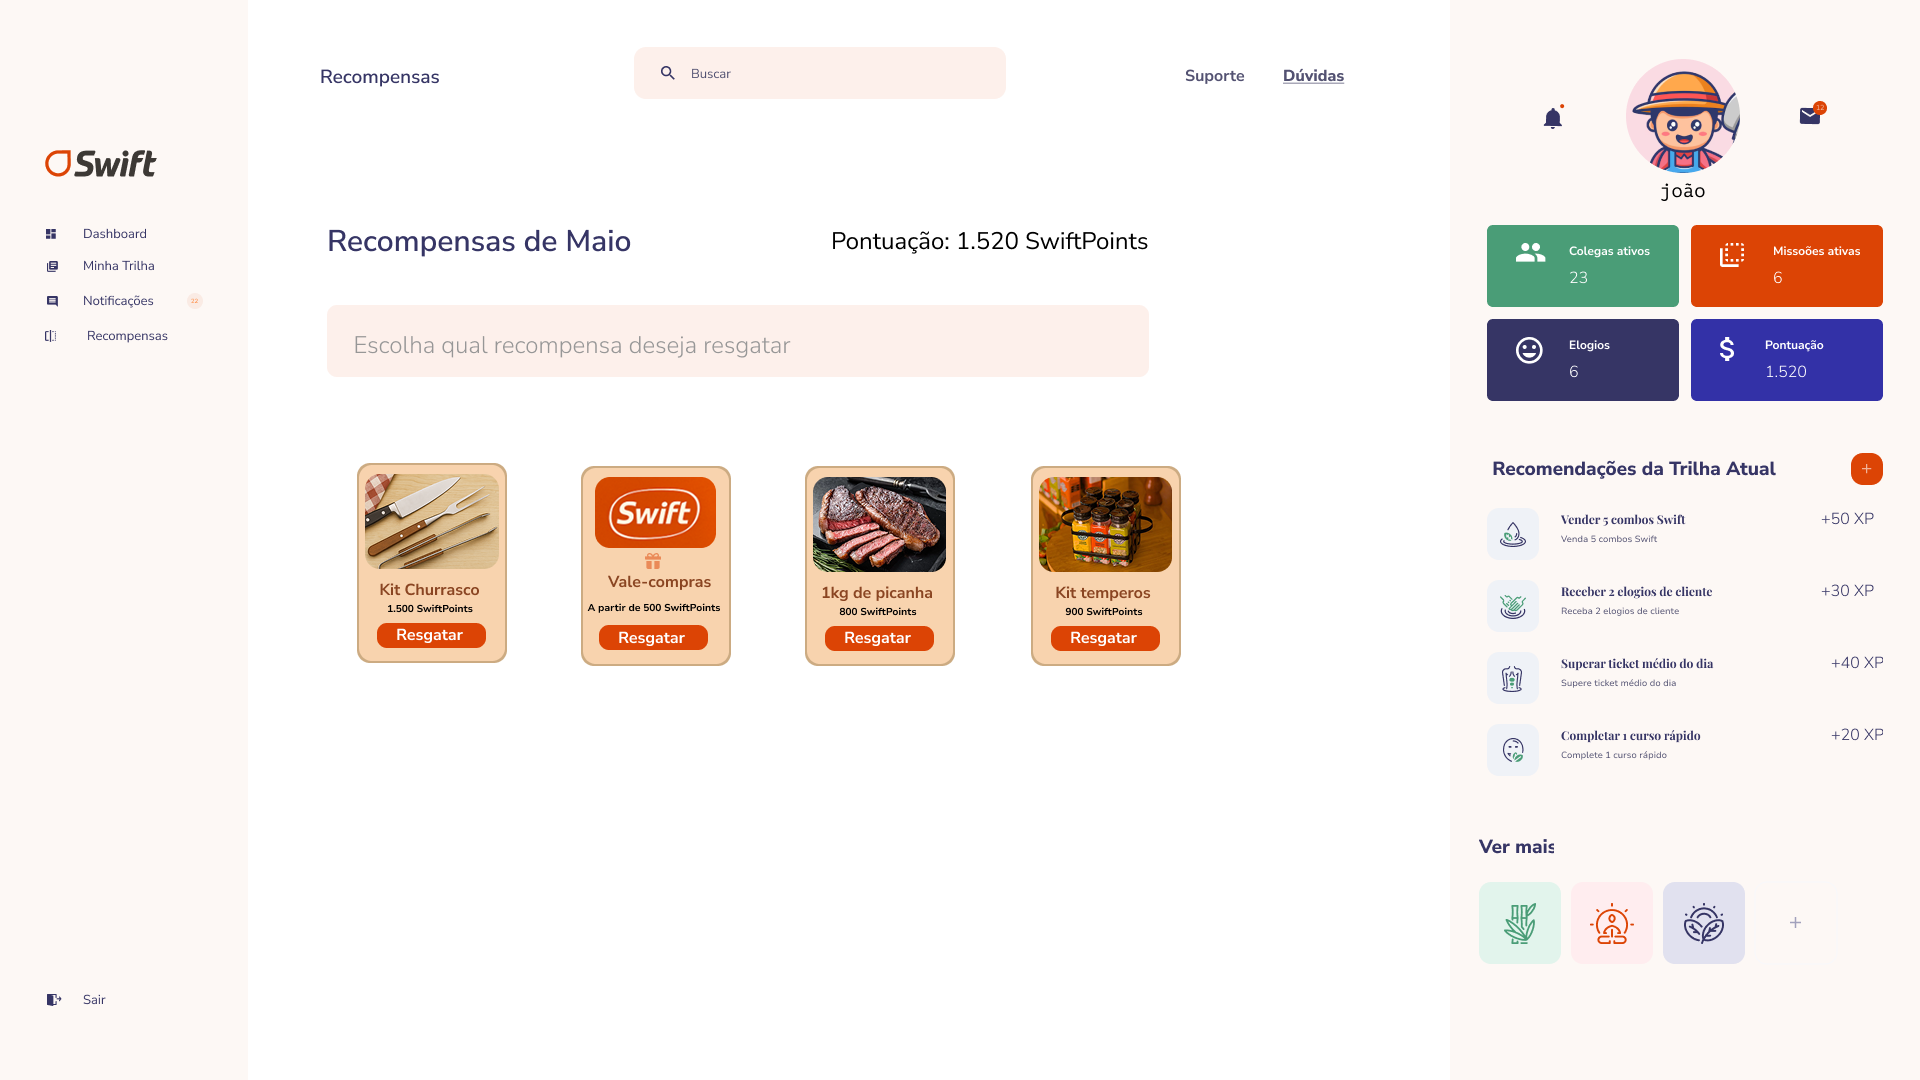 Swift
Dashboard
Minha Trilha
Notificações
22
Recompensas
Sair
Recompensas
Buscar
Suporte
Dúvidas
Recompensas de Maio
Pontuação: 1.520 SwiftPoints
Escolha qual recompensa deseja resgatar
Kit Churrasco
1.500 SwiftPoints
Resgatar
Swift
Vale-compras
A partir de 500 SwiftPoints
Resgatar
1kg de picanha
800 SwiftPoints
Resgatar
Kit temperos
900 SwiftPoints
Resgatar
12
joão
Colegas ativos
23
Missoões ativas
6
Elogios
6
Pontuação
1.520
Recomendações da Trilha Atual
+
Vender 5 combos Swift
+50 XP
Venda 5 combos Swift
Receber 2 elogios de cliente
+30 XP
Receba 2 elogios de cliente
Superar ticket médio do dia
+40 XP
Supere ticket médio do dia
Completar 1 curso rápido
+20 XP
Complete 1 curso rápido
Ver mais
+